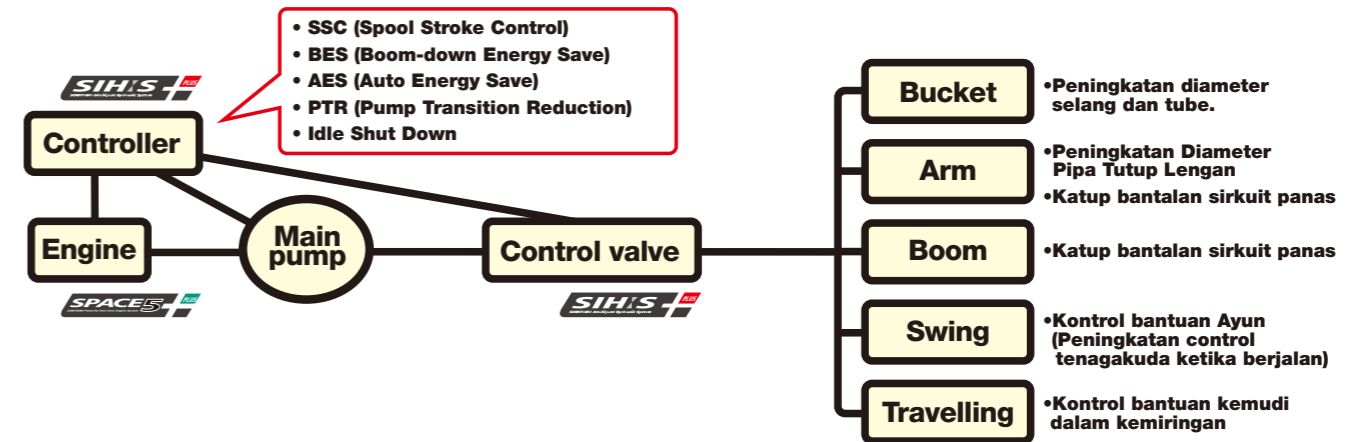 • SSC (Spool Stroke Control)
• BES (Boom-down Energy Save)
• AES (Auto Energy Save)
• PTR (Pump Transition Reduction)
• Idle Shut Down
SIHIS PLUS
Controller
Engine
Main
pump
Control valve
SPACE5 PLUS
SIHIS PLUS
Bucket
•Peningkatan diameter
selang dan tube.
Arm
•Peningkatan Diameter
Pipa Tutup Lengan
•Katup bantalan sirkuit panas
Boom
•Katup bantalan sirkuit panas
Swing
•Kontrol bantuan Ayun
(Peningkatan control
tenagakuda ketika berjalan)
Travelling
•Kontrol bantuan kemudi
dalam kemiringan